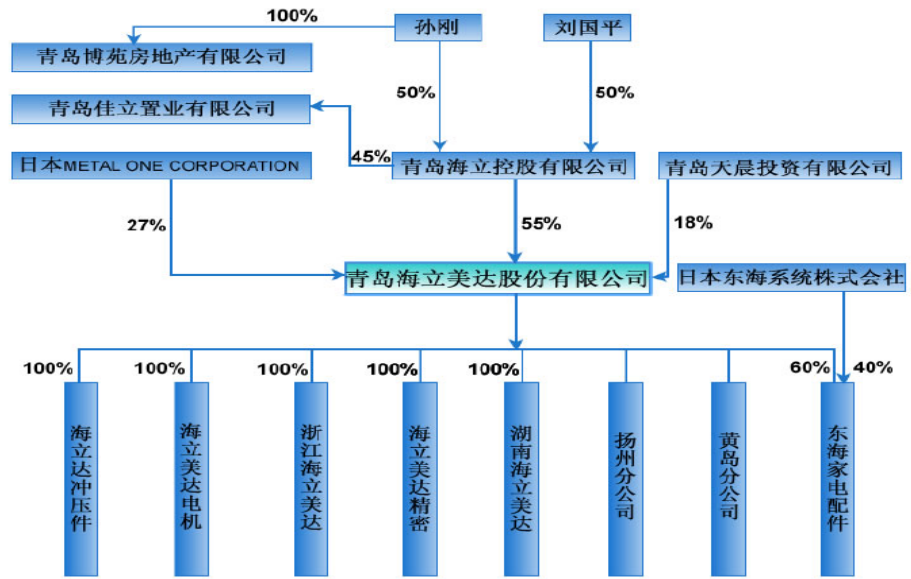 100%
孙刚
刘国平
青岛博苑房地产有限公司
50%
50%
青岛佳立置业有限公司
45%
日本METAL ONE CORPORATION
青岛海立控股有限公司
青岛天晨投资有限公司
27%
55%
18%
青岛海立美达股份有限公司
日本东海系统株式会社
100%
100%
100%
100%
100%
60%
40%
海立达冲压件
海立美达电机
浙江海立美达
海立美达精密
湖南海立美达
扬州分公司
黄岛分公司
东海家电配件